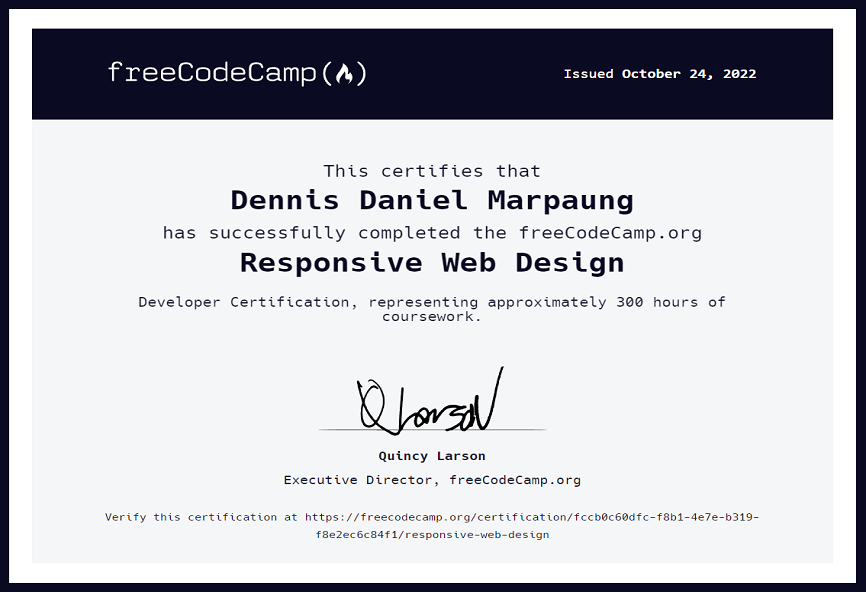 freeCodeCamp(🔥)
Issued October 24, 2022
This certifies that
Dennis Daniel Marpaung
has successfully completed the freeCodeCamp.org
Responsive Web Design
Developer Certification, representing approximately 300 hours of
coursework.
Q Larson
Quincy Larson
Executive Director, freeCodeCamp.org
Verify this certification at https://freecodecamp.org/certification/fccb0c60dfc-f8b1-4e7e-b319-
f8e2ec6c84f1/responsive-web-design